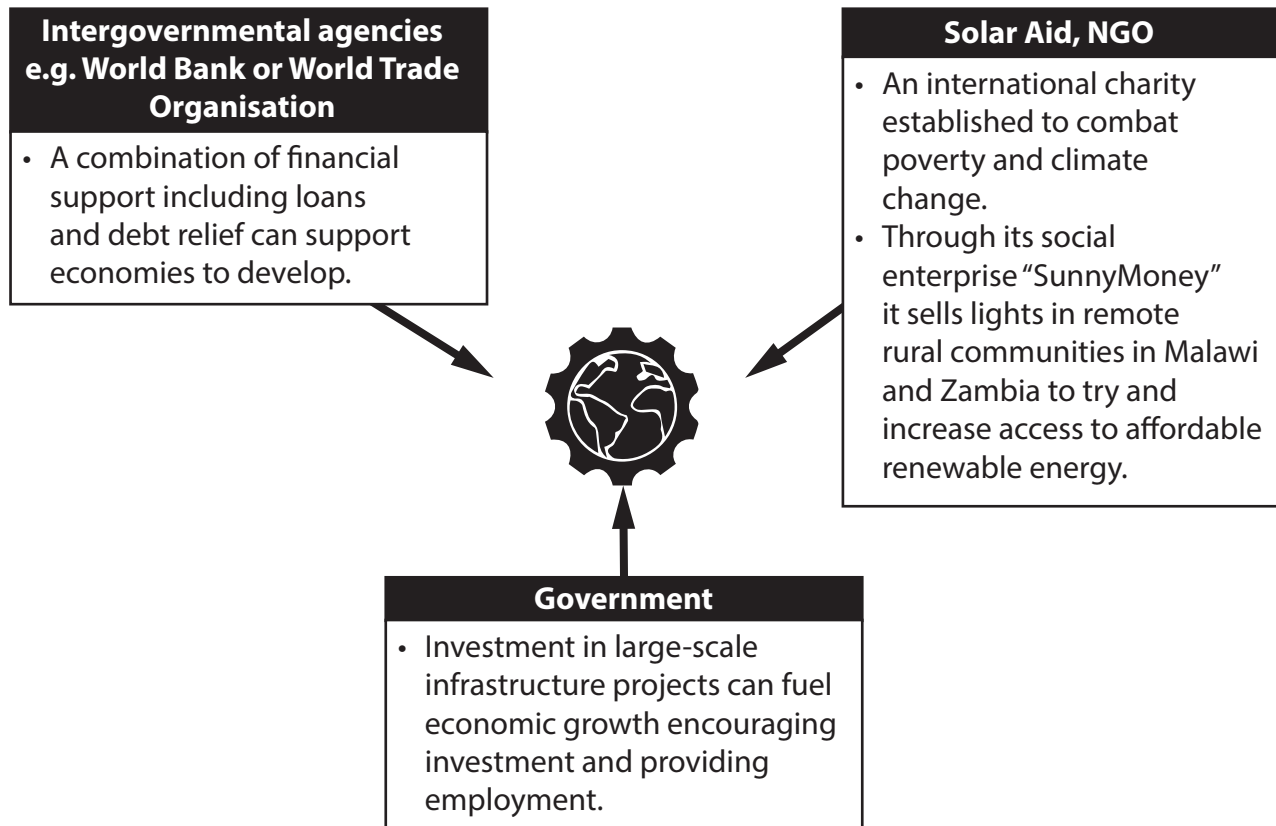 Intergovernmental agencies
e.g. World Bank or World Trade
Organisation
• A combination of financial
support including loans
and debt relief can support
economies to develop.
Solar Aid, NGO
• An international charity
established to combat
poverty and climate
change.
• Through its social
enterprise “SunnyMoney”
it sells lights in remote
rural communities in Malawi
and Zambia to try and
increase access to affordable
renewable energy.
Government
• Investment in large-scale
infrastructure projects can fuel
economic growth encouraging
investment and providing
employment.